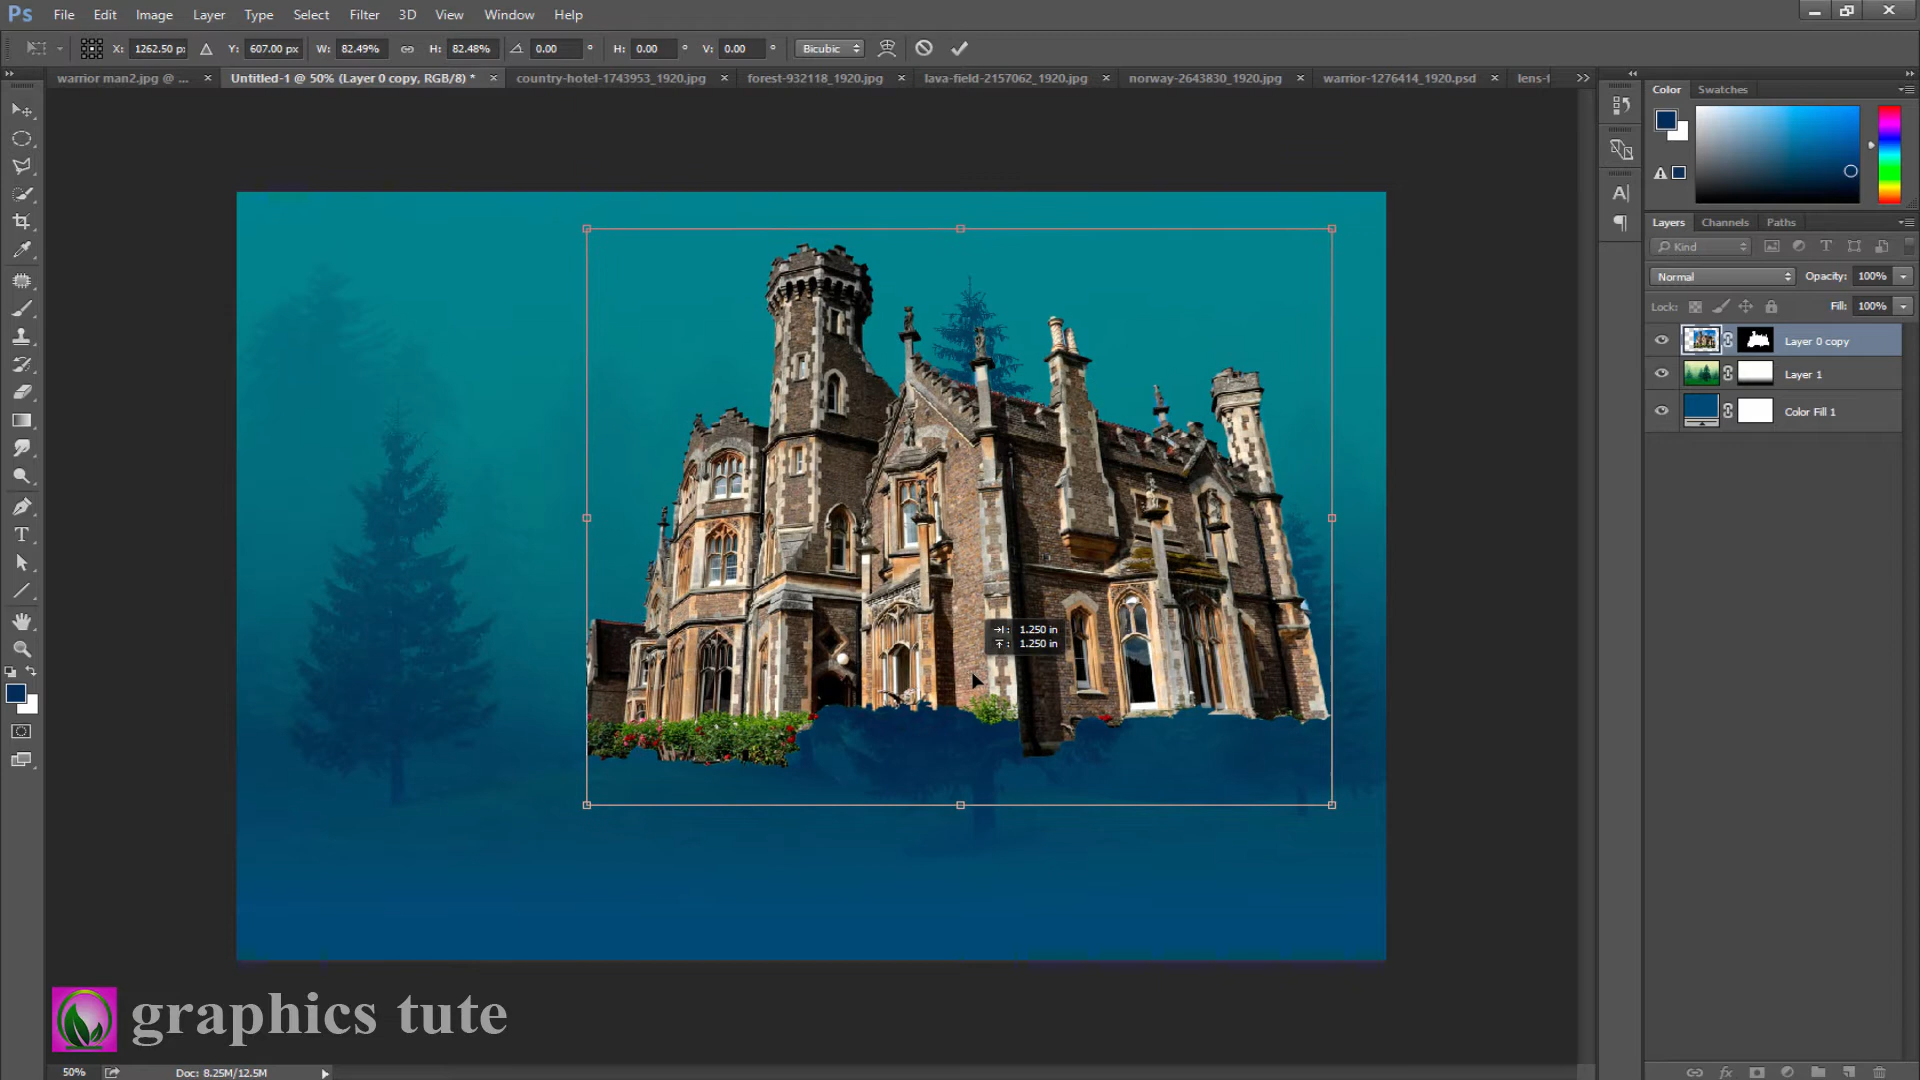 Ps File Edit Image Layer Type Select Filter 3D View Window Help
X: 1262.50 px Y: 607.00 px W: 82.49% H: 82.48% 0.00 ° H: 0.00 ° V: 0.00 ° Bicubic
warrior man2.jpg @ ... × Untitled-1 @ 50% (Layer 0 copy, RGB/8) * × country-hotel-1743953_1920.jpg × forest-932118_1920.jpg × lava-field-2157062_1920.jpg × norway-2643830_1920.jpg × warrior-1276414_1920.psd × lens-f
Color Swatches
Layers Channels Paths
Kind
Normal Opacity: 100%
Lock: Fill: 100%
Layer 0 copy
Layer 1
Color Fill 1
1.250 in
1.250 in
graphics tute
50% Doc: 8.25M/12.5M